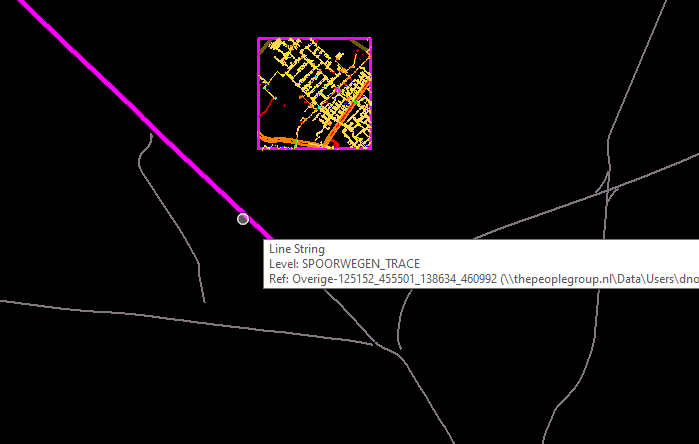 Line String
Level: SPOORWEGEN_TRACE
Ref: Overige-125152_455501_138634_460992 (\\thepeoplegroup.nl\Data\Users\dno